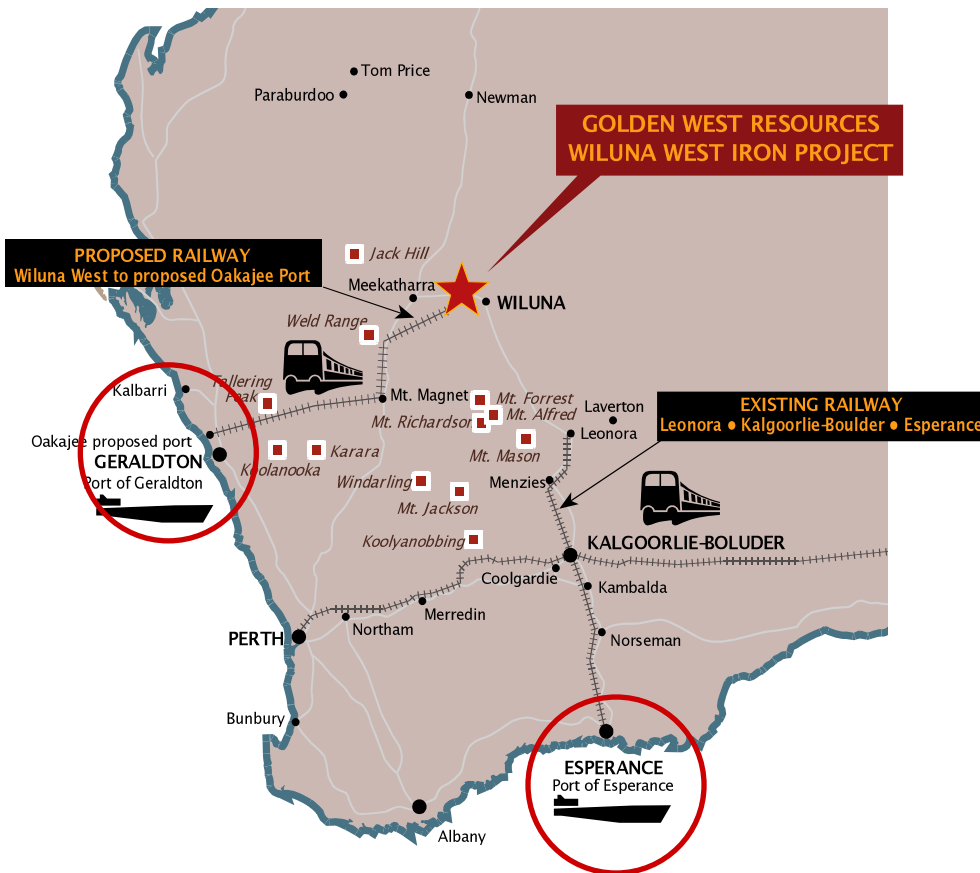 Tom Price
Paraburdoo
Newman
GOLDEN WEST RESOURCES
WILUNA WEST IRON PROJECT
PROPOSED RAILWAY
Wiluna West to proposed Oakajee Port
Jack Hill
Meekatharra
WILUNA
Weld Range
Kalbarri
Tallering
Peak
Mt. Magnet
Mt. Forrest
Mt. Alfred
Mt. Richardson
Laverton
Leonora
EXISTING RAILWAY
Leonora ● Kalgoorlie-Boulder ● Esperance
Oakajee proposed port
GERALDTON
Port of Geraldton
Koolanooka
Karara
Mt. Mason
Windarling
Menzies
Mt. Jackson
Koolyanobbing
KALGOORLIE-BOLUDER
Coolgardie
Kambalda
Merredin
Northam
PERTH
Norseman
Bunbury
ESPERANCE
Port of Esperance
Albany